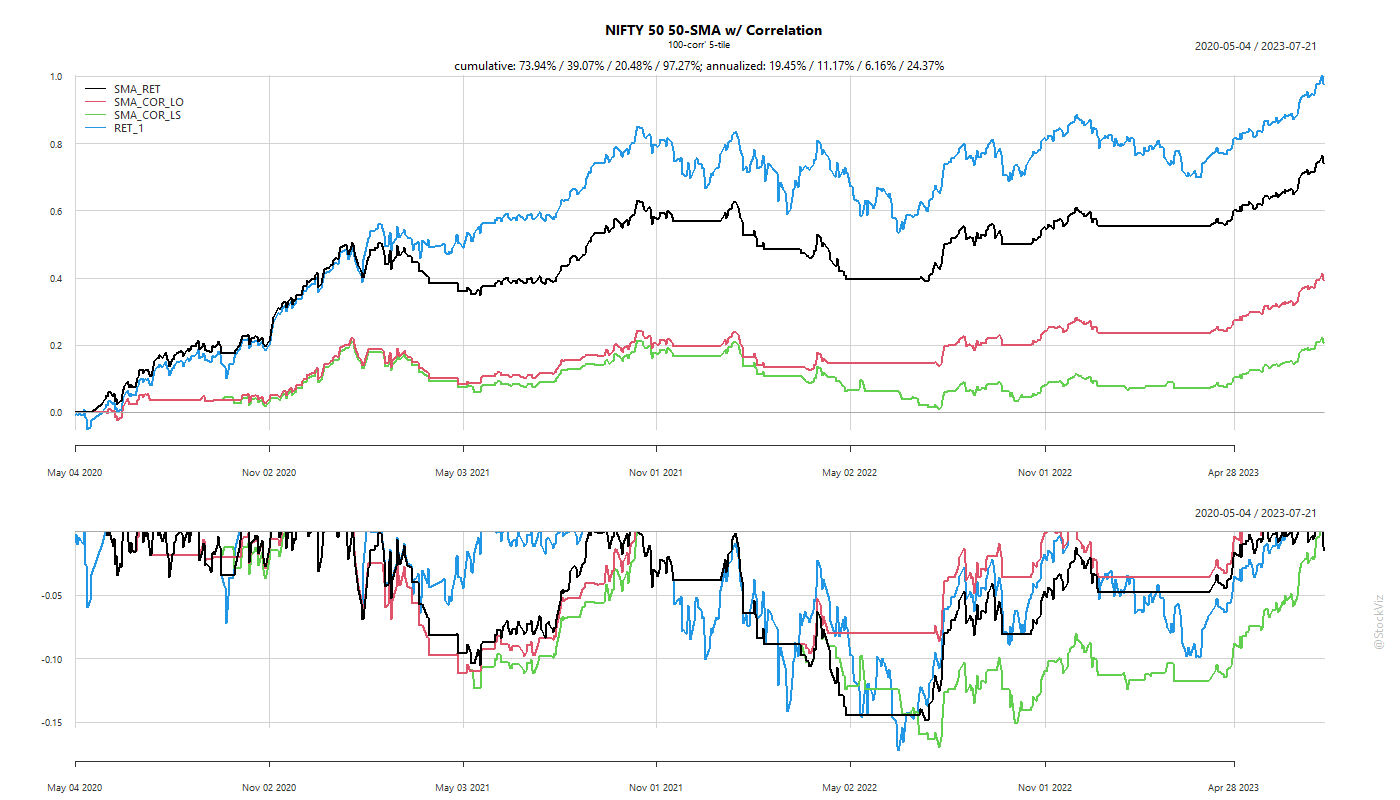 NIFTY 50 50-SMA w/ Correlation
100-corr' 5-tile
2020-05-04 / 2023-07-21
cumulative: 73.94% / 39.07% / 20.48% / 97.27%; annualized: 19.45% / 11.17% / 6.16% / 24.37%
1.0
SMA_RET
SMA_COR_LO
SMA_COR_LS
RET_1
0.8
0.6
0.4
0.2
0.0
May 04 2020 Nov 02 2020 May 03 2021 Nov 01 2021 May 02 2022 Nov 01 2022 Apr 28 2023
2020-05-04 / 2023-07-21
-0.05
-0.10
-0.15
May 04 2020 Nov 02 2020 May 03 2021 Nov 01 2021 May 02 2022 Nov 01 2022 Apr 28 2023
@StockViz